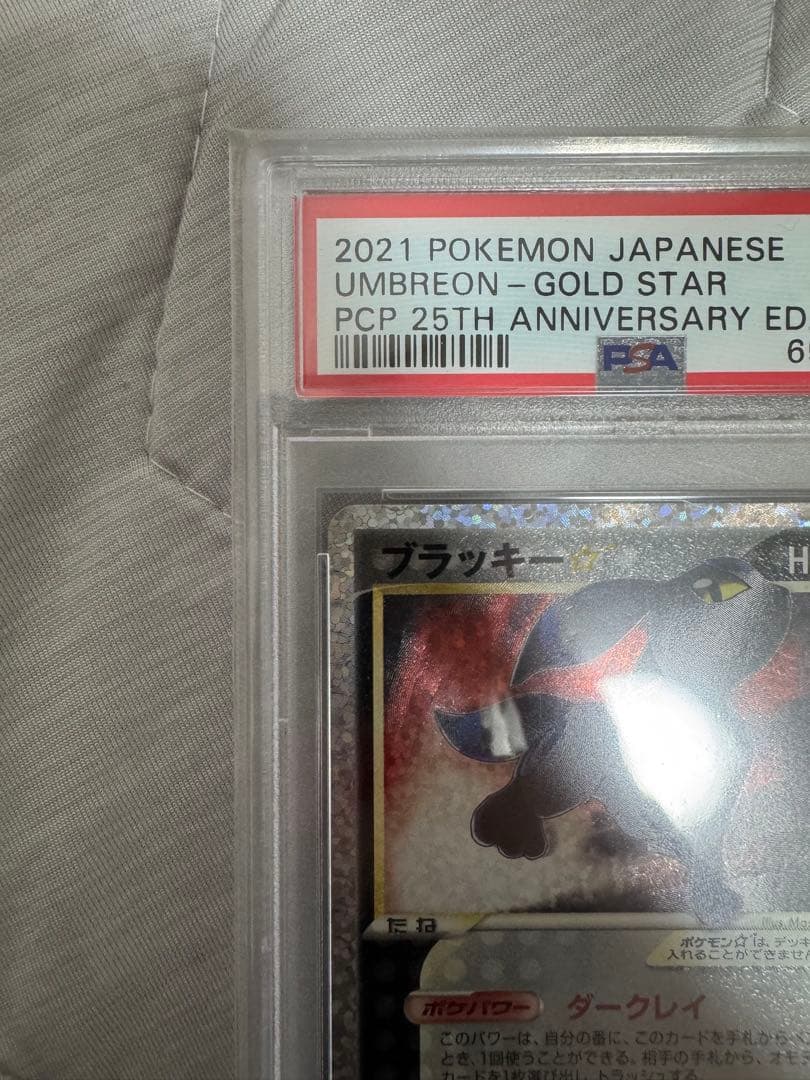 2021 POKEMON JAPANESE
UMBREON – GOLD STAR
PCP 25TH ANNIVERSARY ED
PSA
ブラッキー☆
たね
Illus.
ポケモン☆は、デッキ
入れることができません
ポケパワー ダークレイ
このパワーは、自分の番に、このカードを手札から
とき、1回使うことができる。相手の手札から、オモ
カードを1枚選び出し、トラッシュする。